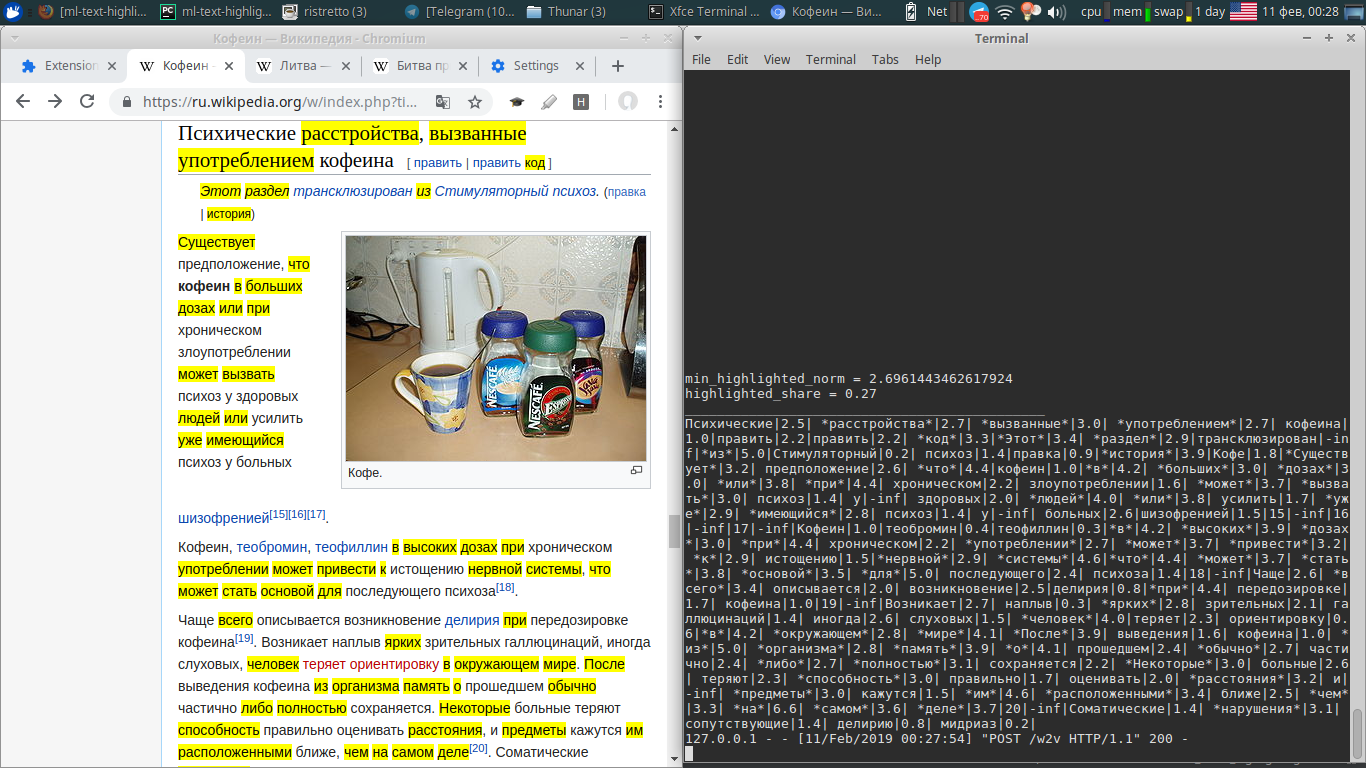 [ml-text-highli...
ml-text-highlig...
ristretto (3)
[Telegram (10...
Thunar (3)
Xfce Terminal ...
Кофеин — Ви...
Net
70
cpu
mem
swap
1 day
11 фев, 00:28
Кофеин — Википедия - Chromium
Extension
Кофеин -
Литва —
Битва пр
Settings
https://ru.wikipedia.org/w/index.php?ti...
Психические расстройства, вызванные
употреблением кофеина [ править | править код ]
Этот раздел трансклюзирован из Стимуляторный психоз. (правка
| история)
Существует
предположение, что
кофеин в больших
дозах или при
хроническом
злоупотреблении
может вызвать
психоз у здоровых
людей или усилить
уже имеющийся
психоз у больных
NESCAFÉ
NESCAFÉ
Кофе.
шизофренией[15][16][17].
Кофеин, теобромин, теофиллин в высоких дозах при хроническом
употреблении может привести к истощению нервной системы, что
может стать основой для последующего психоза[18].
Чаще всего описывается возникновение делирия при передозировке
кофеина[19]. Возникает наплыв ярких зрительных галлюцинаций, иногда
слуховых, человек теряет ориентировку в окружающем мире. После
выведения кофеина из организма память о прошедшем обычно
частично либо полностью сохраняется. Некоторые больные теряют
способность правильно оценивать расстояния, и предметы кажутся им
расположенными ближе, чем на самом деле[20]. Соматические
Terminal
File Edit View Terminal Tabs Help
min_highlighted_norm = 2.6961443462617924
highlighted_share = 0.27
Психические|2.5| *расстройства*|2.7| *вызванные*|3.0| *употреблением*|2.7| кофеина|
1.0|править|2.2|править|2.2| *код*|3.3|*Этот*|3.4| *раздел*|2.9|трансклюзирован|-in
f|*из*|5.0|Стимуляторный|0.2| психоз|1.4|правка|0.9|*история*|3.9|Кофе|1.8|*Существ
ует*|3.2| предположение|2.6| *что*|4.4|кофеин|1.0|*в*|4.2| *больших*|3.0| *дозах*|3
.0| *или*|3.8| *при*|4.4| хроническом|2.2| злоупотреблении|1.6| *может*|3.7| *вызва
ть*|3.0| психоз|1.4| у|-inf| здоровых|2.0| *людей*|4.0| *или*|3.8| усилить|1.7| *уж
е*|2.9| *имеющийся*|2.8| психоз|1.4| у|-inf| больных|2.6|шизофренией|1.5|15|-inf|16
|-inf|17|-inf|Кофеин|1.0|теобромин|0.4|теофиллин|0.3|*в*|4.2| *высоких*|3.9| *дозах
*|3.0| *при*|4.4| хроническом|2.2| *употреблении*|2.7| *может*|3.7| *привести*|3.2|
*к*|2.9| истощению|1.5|*нервной*|2.9| *системы*|4.6|*что*|4.4| *может*|3.7| *стать
*|3.8| *основой*|3.5| *для*|5.0| последующего|2.4| психоза|1.4|18|-inf|Чаще|2.6| *в
сего*|3.4| описывается|2.0| возникновение|2.5|делирия|0.8|*при*|4.4| передозировке|
1.7| кофеина|1.0|19|-inf|Возникает|2.7| наплыв|0.3| *ярких*|2.8| зрительных|2.1| га
ллюцинаций|1.4| иногда|2.6| слуховых|1.5| *человек*|4.0|теряет|2.3| ориентировку|0.
6|*в*|4.2| *окружающем*|2.8| *мире*|4.1| *После*|3.9| выведения|1.6| кофеина|1.0| *
из*|5.0| *организма*|2.8| *память*|3.9| *о*|4.1| прошедшем|2.4| *обычно*|2.7| части
чно|2.4| *либо*|2.7| *полностью*|3.1| сохраняется|2.2| *Некоторые*|3.0| больные|2.6
| теряют|2.3| *способность*|3.0| правильно|1.7| оценивать|2.0| *расстояния*|3.2| и|
-inf| *предметы*|3.0| кажутся|1.5| *им*|4.6| *расположенными*|3.4| ближе|2.5| *чем*
|3.3| *на*|6.6| *самом*|3.6| *деле*|3.7|20|-inf|Соматические|1.4| *нарушения*|3.1|
сопутствующие|1.4| делирию|0.8| мидриаз|0.2|
127.0.0.1 - - [11/Feb/2019 00:27:54] "POST /w2v HTTP/1.1" 200 -